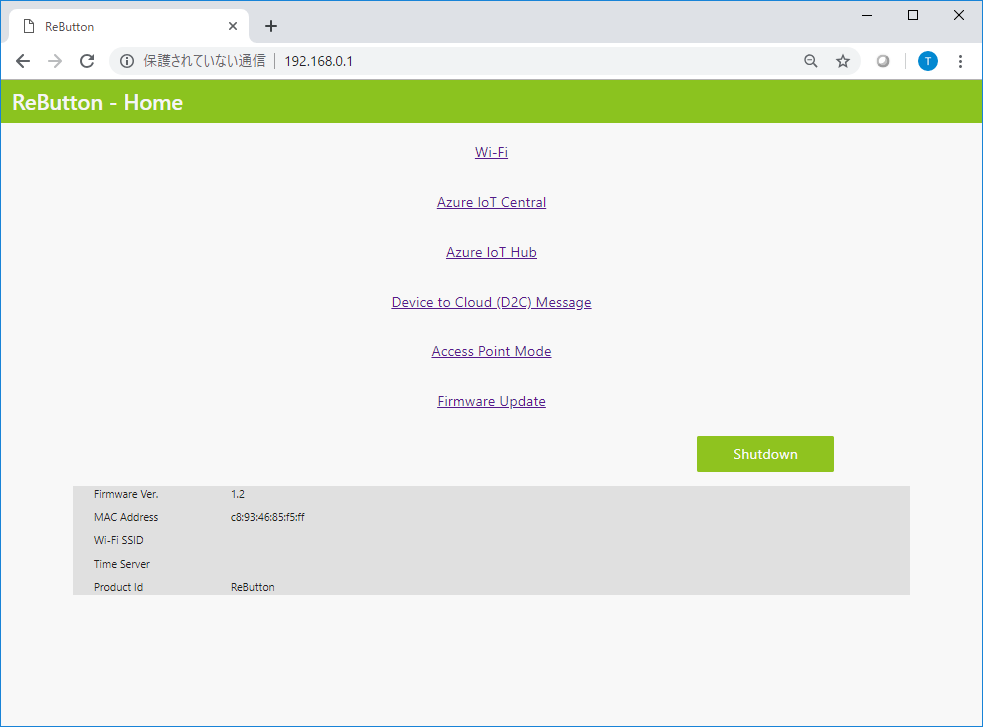 ReButton
保護されていない通信 192.168.0.1
T
ReButton - Home
Wi-Fi
Azure IoT Central
Azure IoT Hub
Device to Cloud (D2C) Message
Access Point Mode
Firmware Update
Shutdown
Firmware Ver. 1.2
MAC Address c8:93:46:85:f5:ff
Wi-Fi SSID
Time Server
Product Id ReButton